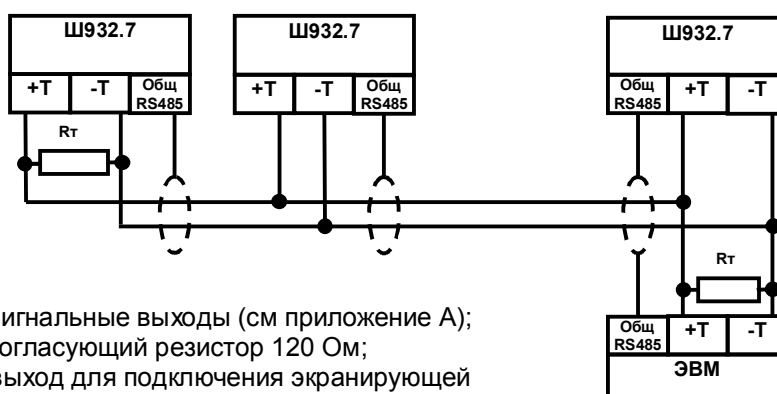 Ш932.7 Ш932.7 Ш932.7
+Т -Т Общ RS485 +Т -Т Общ RS485 Общ RS485 +Т -Т
Rт
Rт
игнальные выходы (см приложение А);
огласующий резистор 120 Ом;
выход для подключения экранирующей
Общ RS485 +Т -Т
ЭВМ